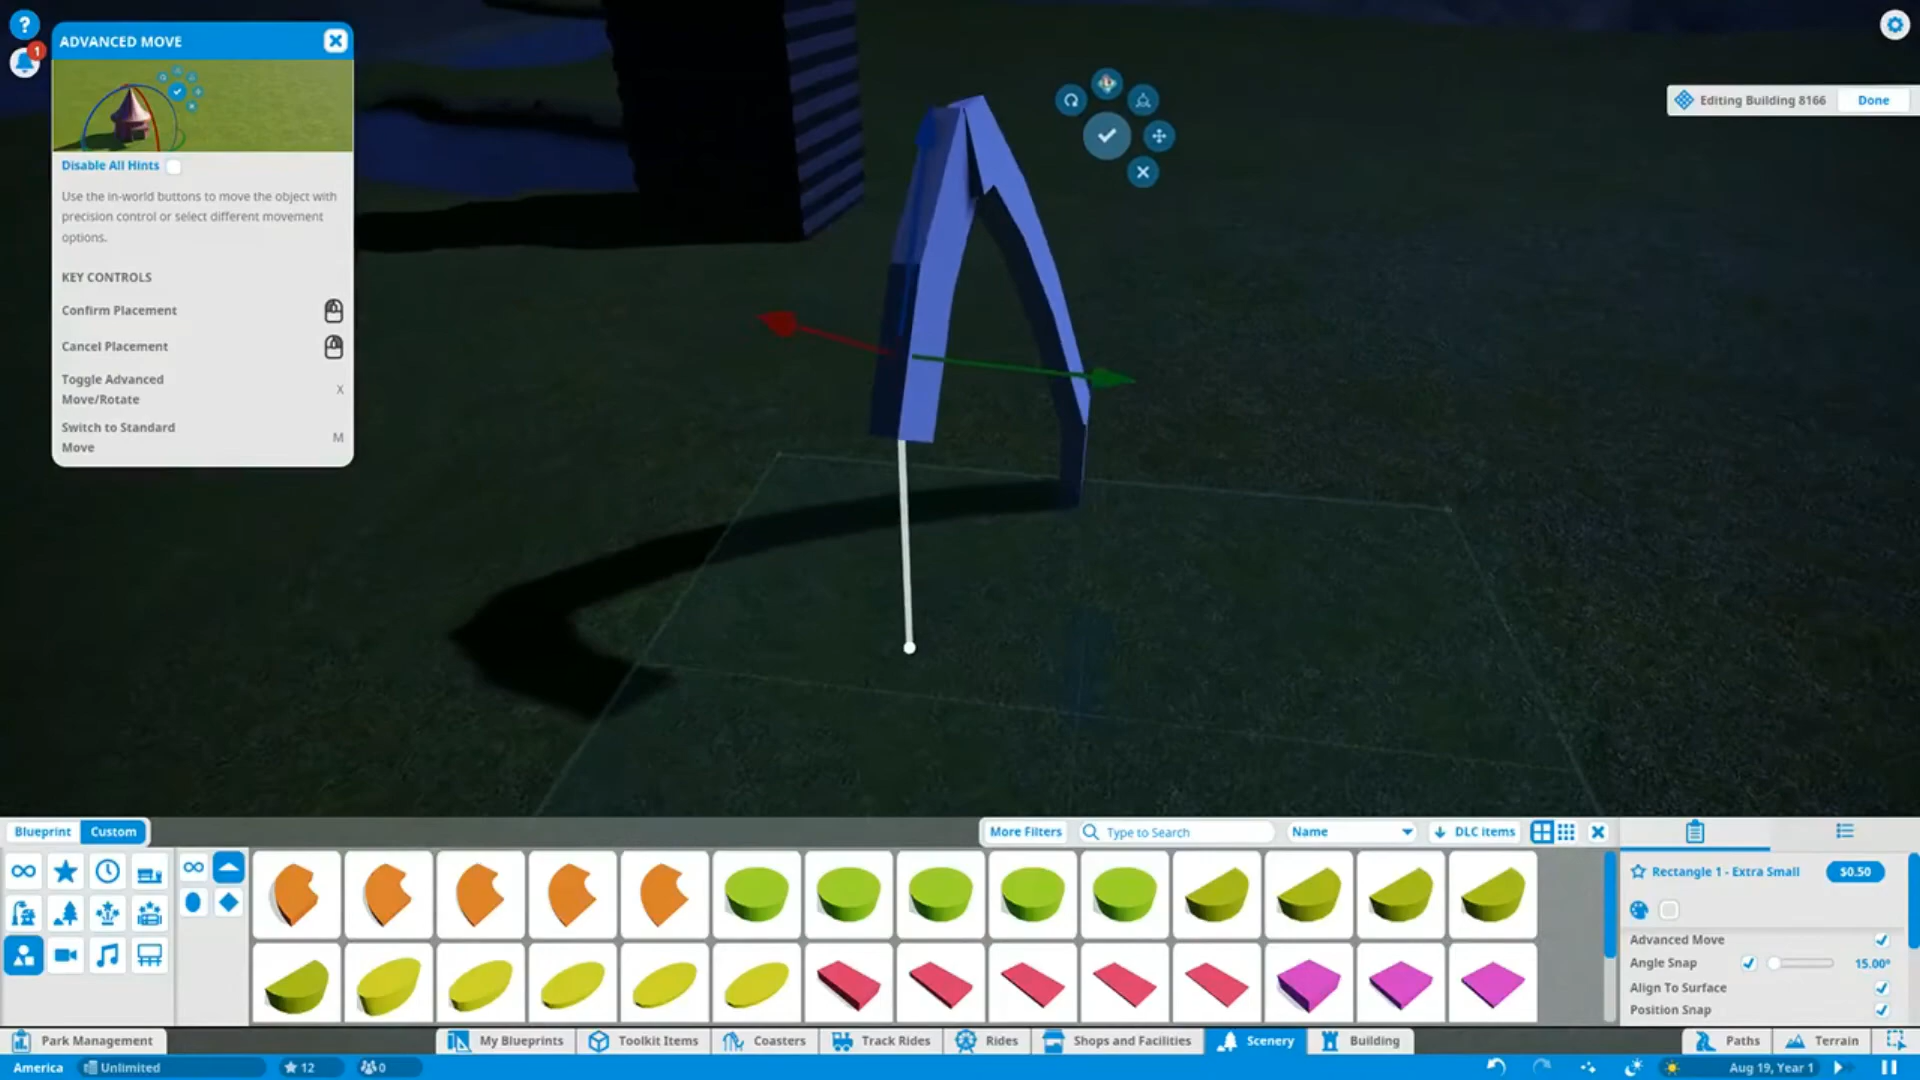 ?
1
ADVANCED MOVE
Disable All Hints
Use the in-world buttons to move the object with
precision control or select different movement
options.
KEY CONTROLS
Confirm Placement
Cancel Placement
Toggle Advanced
Move/Rotate
X
Switch to Standard
Move
M
Editing Building 8166
Done
Blueprint
Custom
More Filters
Type to Search
Name
DLC Items
Rectangle 1 - Extra Small
$0.50
Advanced Move
Angle Snap
15.00°
Align To Surface
Position Snap
Park Management
My Blueprints
Toolkit Items
Coasters
Track Rides
Rides
Shops and Facilities
Scenery
Building
Paths
Terrain
America
Unlimited
12
0
Aug 19, Year 1